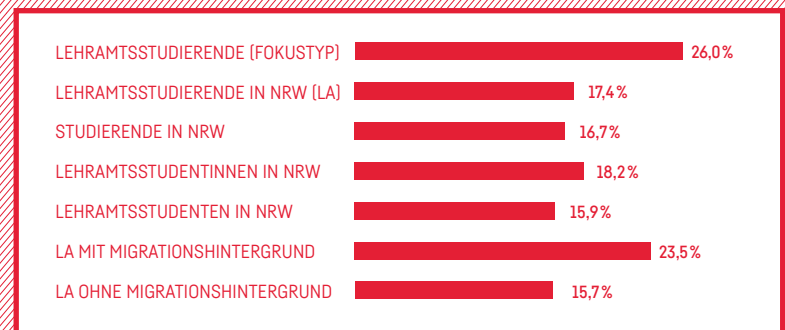 LEHRAMTSSTUDIERENDE (FOKUSTYP) 26,0%
LEHRAMTSSTUDIERENDE IN NRW (LA) 17,4%
STUDIERENDE IN NRW 16,7%
LEHRAMTSSTUDENTINNEN IN NRW 18,2%
LEHRAMTSSTUDENTEN IN NRW 15,9%
LA MIT MIGRATIONSHINTERGRUND 23,5%
LA OHNE MIGRATIONSHINTERGRUND 15,7%